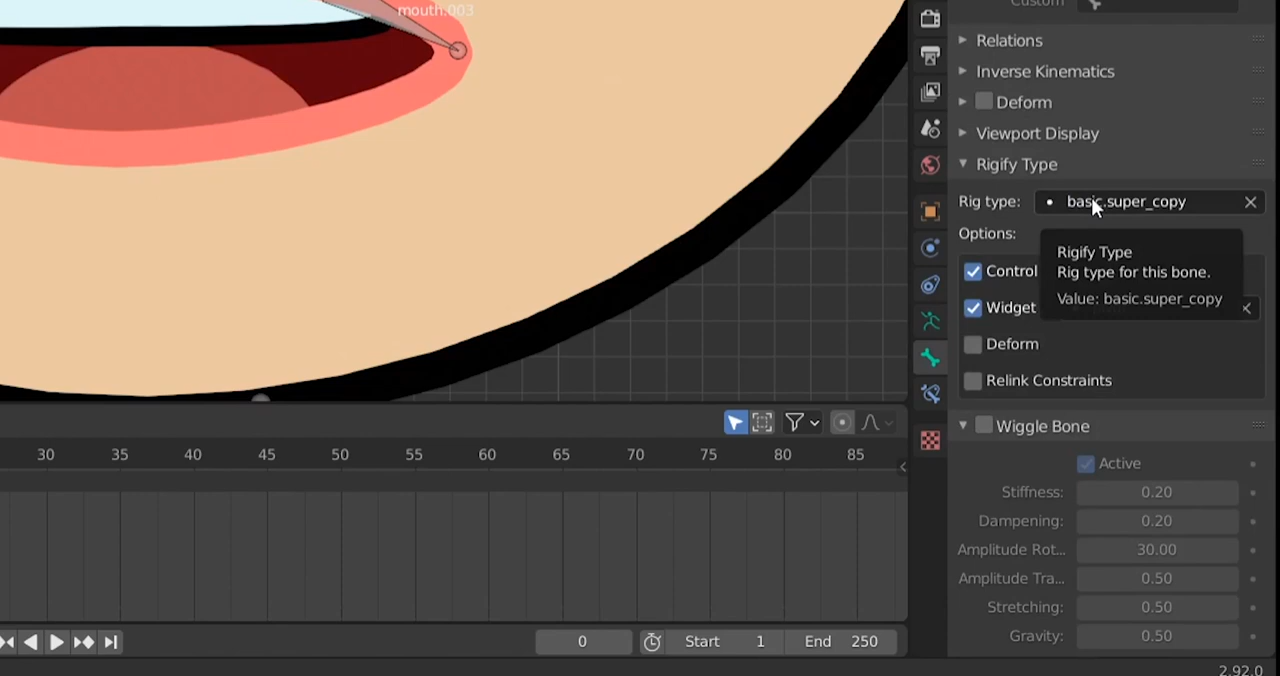 Custom
mouth.003
Relations
Inverse Kinematics
Deform
Viewport Display
Rigify Type
Rig type: basic.super_copy
Options:
Rigify Type
Rig type for this bone.
Value: basic.super_copy
Control
Widget
Deform
Relink Constraints
Wiggle Bone
Active
Stiffness: 0.20
Dampening: 0.20
Amplitude Rot... 30.00
Amplitude Tra... 0.50
Stretching: 0.50
Gravity: 0.50
30 35 40 45 50 55 60 65 70 75 80 85
0 Start 1 End 250
2.92.0